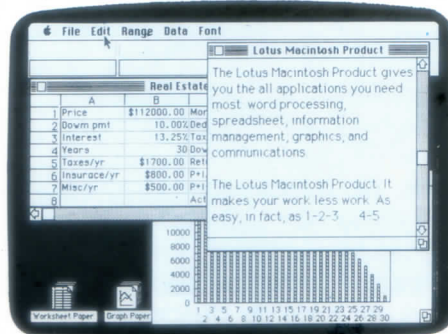 File Edit Range Data Font
Lotus Macintosh Product
The Lotus Macintosh Product gives
you the all applications you need
most: word processing,
spreadsheet, information
management, graphics, and
communications
The Lotus Macintosh Product. It
makes your work less work. As
easy, in fact, as 1-2-3 4-5
Real Estate
A B
1 Price $112000.00 Mor
2 Dowm pmt 10.00% Ded
3 Interest 13.25% Tax
4 Years 30 Dow
5 Taxes/yr $1700.00 Reti
6 Insurace/yr $800.00 P+I
7 Misc/yr $500.00 P+I
8 Act
10000
8000
6000
4000
2000
0
1 3 5 7 9 11 13 15 17 19 21 23 25 27 29
2 4 6 8 10 12 14 16 18 20 22 24 26 28 30
Worksheet Paper Graph Paper